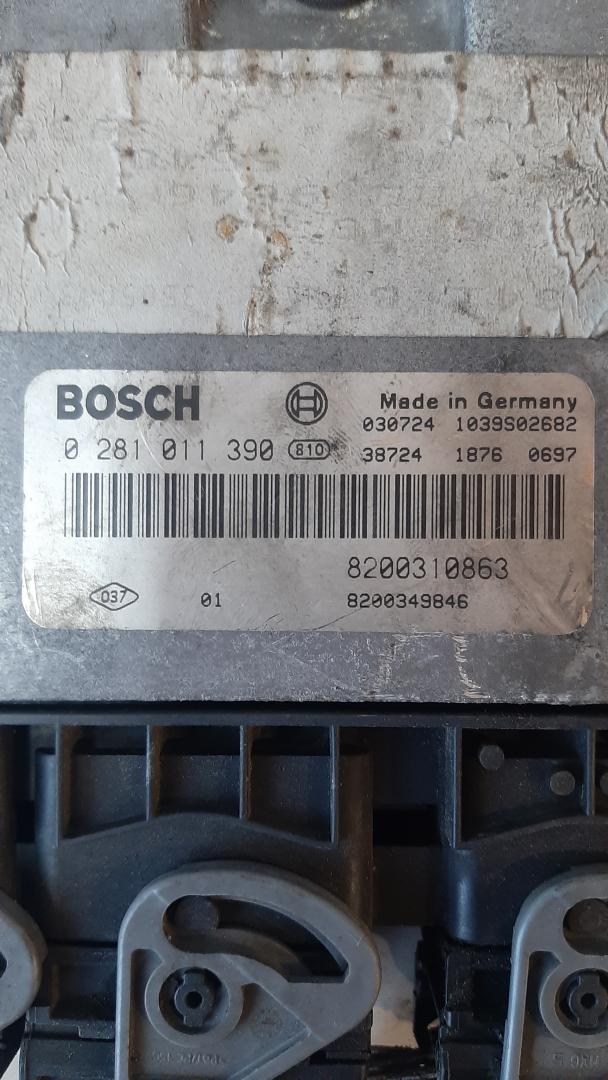 BOSCH
Made in Germany
030724 1039S02682
0 281 011 390 810
38724 1876 0697
8200310863
037 01 8200349846